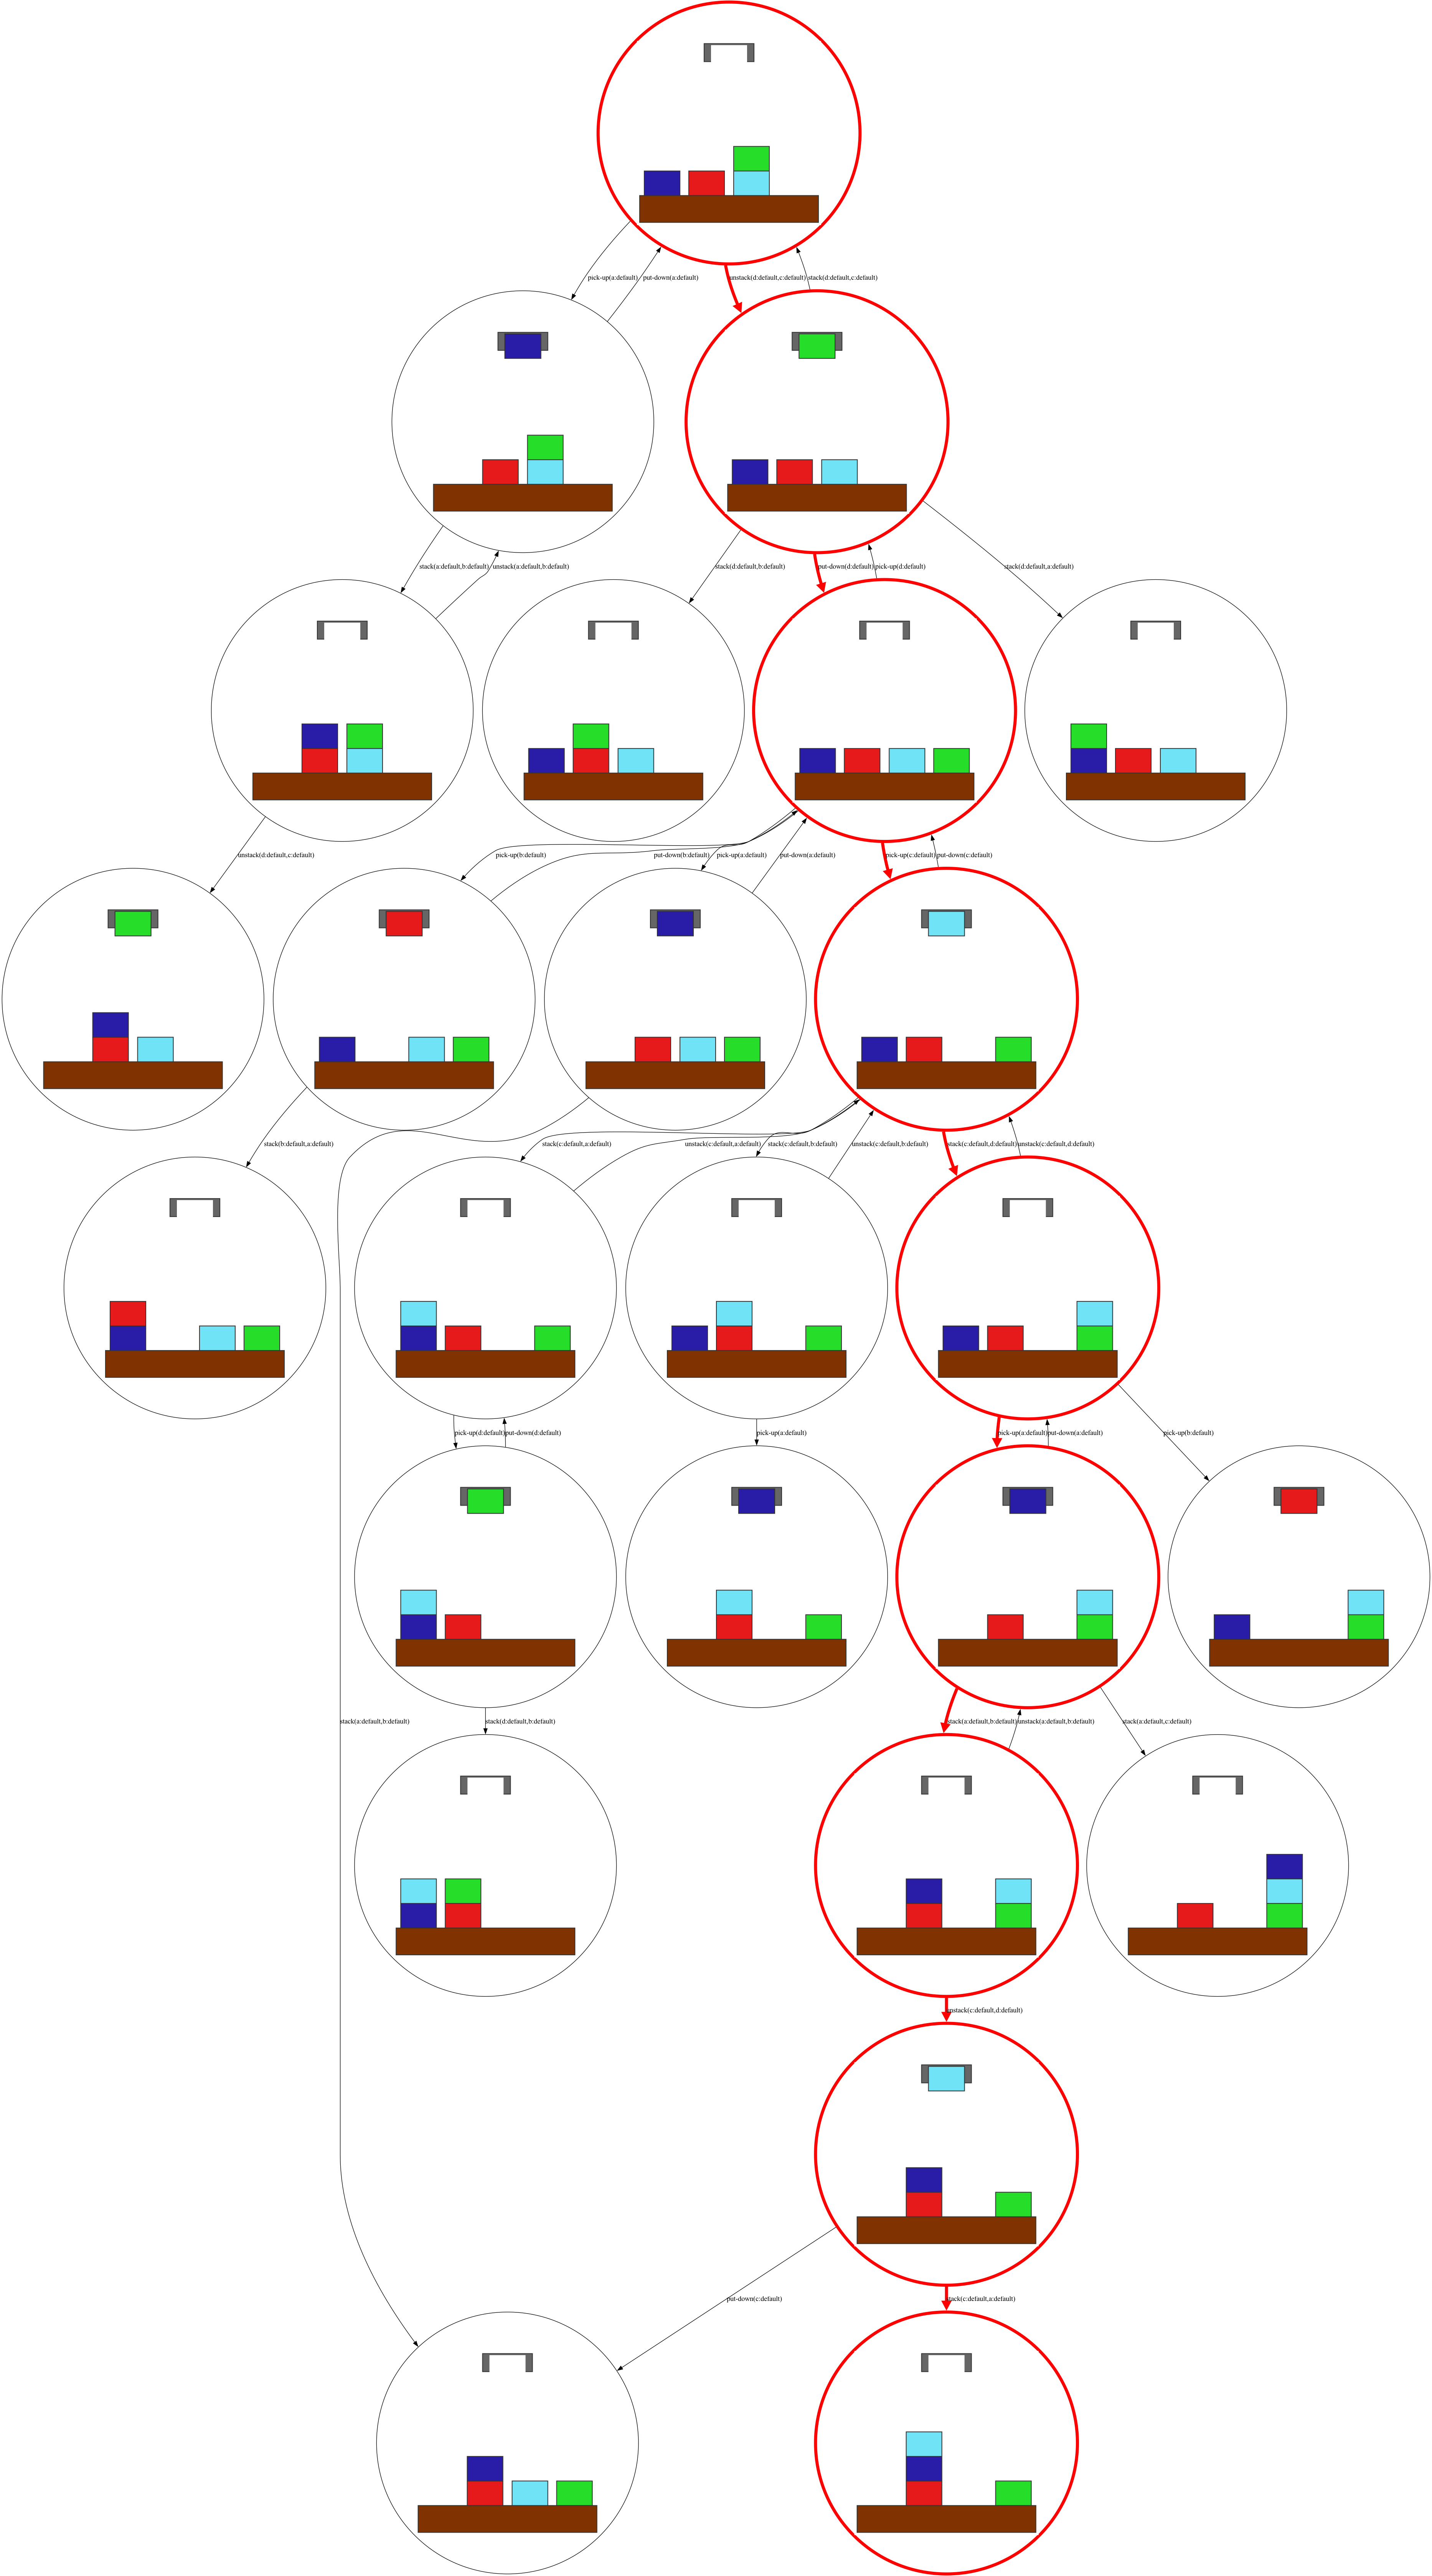 pick-up(a:default)
put-down(a:default)
unstack(d:default,c:default)
stack(d:default,c:default)
stack(a:default,b:default)
unstack(a:default,b:default)
stack(d:default,b:default)
put-down(d:default)
pick-up(d:default)
stack(d:default,a:default)
unstack(d:default,c:default)
pick-up(b:default)
put-down(b:default)
pick-up(a:default)
put-down(a:default)
pick-up(c:default)
put-down(c:default)
stack(b:default,a:default)
stack(c:default,a:default)
unstack(c:default,a:default)
stack(c:default,b:default)
unstack(c:default,b:default)
stack(c:default,d:default)
unstack(c:default,d:default)
pick-up(d:default)
put-down(d:default)
pick-up(a:default)
pick-up(a:default)
put-down(a:default)
pick-up(b:default)
stack(a:default,b:default)
stack(d:default,b:default)
stack(a:default,b:default)
unstack(a:default,b:default)
stack(a:default,c:default)
unstack(c:default,d:default)
put-down(c:default)
stack(c:default,a:default)